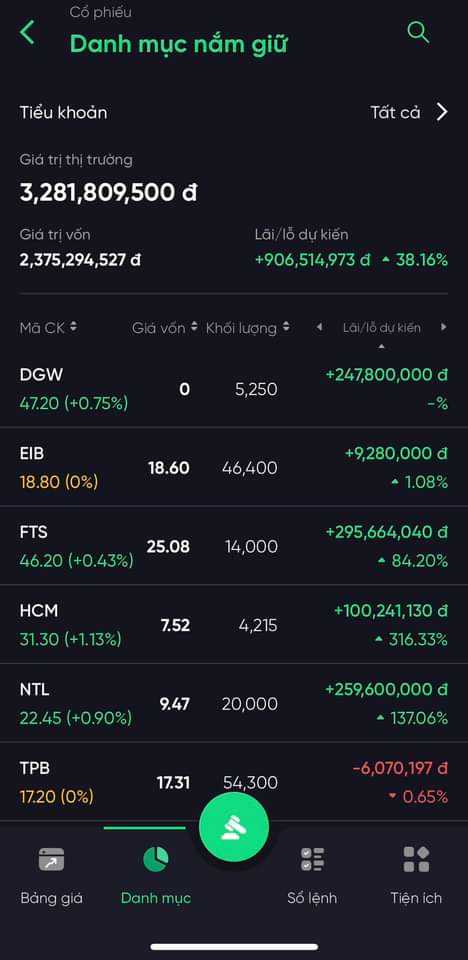 Cổ phiếu
Danh mục nắm giữ
Tiểu khoản Tất cả
Giá trị thị trường
3,281,809,500 đ
Giá trị vốn Lãi/lỗ dự kiến
2,375,294,527 đ +906,514,973 đ 38.16%
Mã CK Giá vốn Khối lượng Lãi/lỗ dự kiến
DGW 0 5,250 +247,800,000 đ
47.20 (+0.75%) -%
EIB 18.60 46,400 +9,280,000 đ
18.80 (0%) 1.08%
FTS 25.08 14,000 +295,664,040 đ
46.20 (+0.43%) 84.20%
HCM 7.52 4,215 +100,241,130 đ
31.30 (+1.13%) 316.33%
NTL 9.47 20,000 +259,600,000 đ
22.45 (+0.90%) 137.06%
TPB 17.31 54,300 -6,070,197 đ
17.20 (0%) 0.65%
Bảng giá Danh mục Sổ lệnh Tiện ích